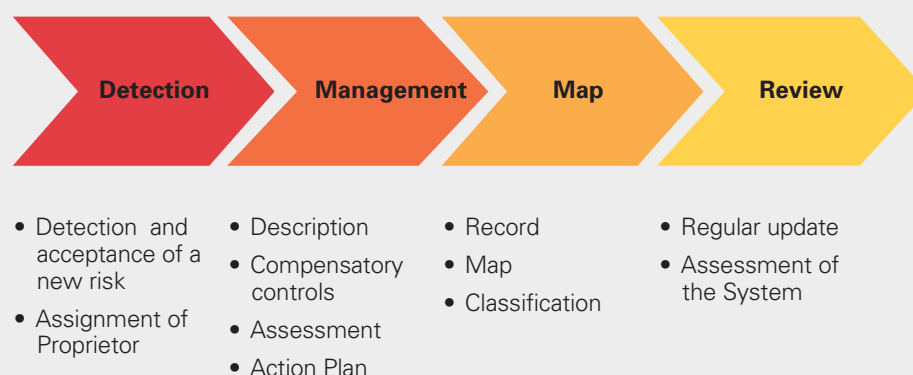 Detection
Management
Map
Review
• Detection and
acceptance of a
new risk
• Assignment of
Proprietor
• Description
• Compensatory
controls
• Assessment
• Action Plan
• Record
• Map
• Classification
• Regular update
• Assessment of
the System